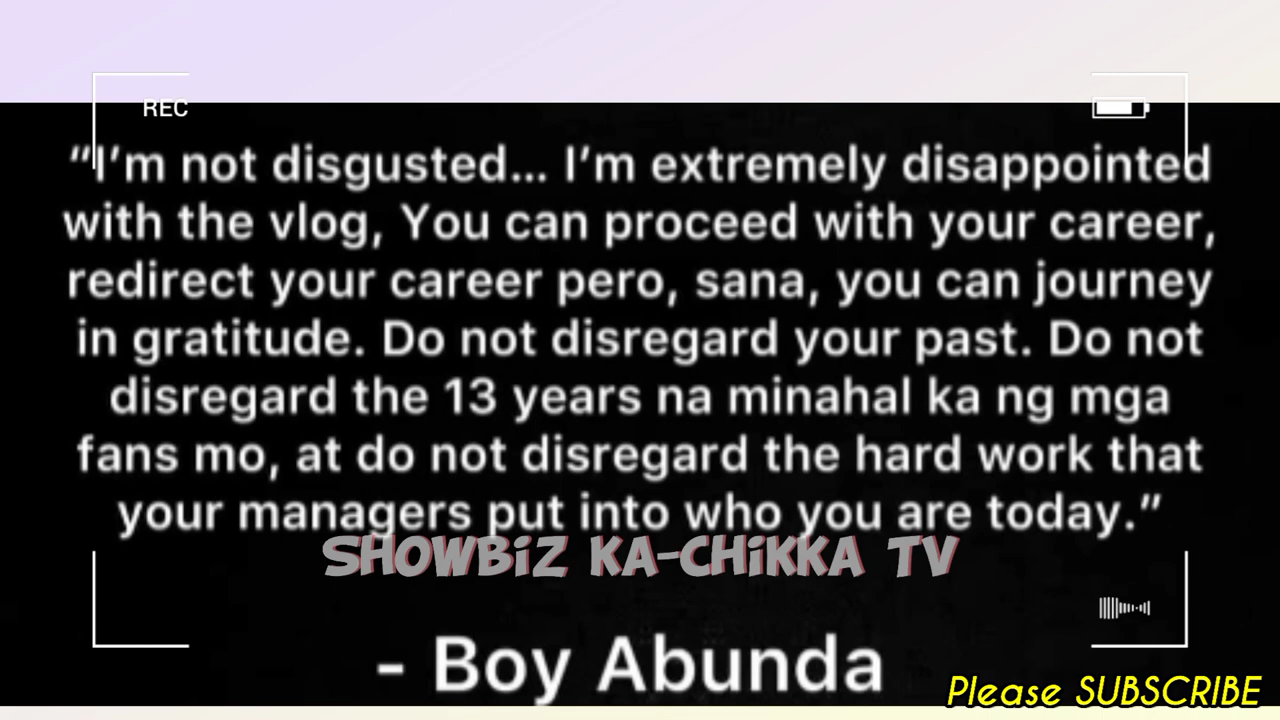 REC
“I’m not disgusted... I’m extremely disappointed
with the vlog, You can proceed with your career,
redirect your career pero, sana, you can journey
in gratitude. Do not disregard your past. Do not
disregard the 13 years na minahal ka ng mga
fans mo, at do not disregard the hard work that
your managers put into who you are today.”
SHOWBiZ KA-CHiKKA TV
- Boy Abunda
Please SUBSCRIBE